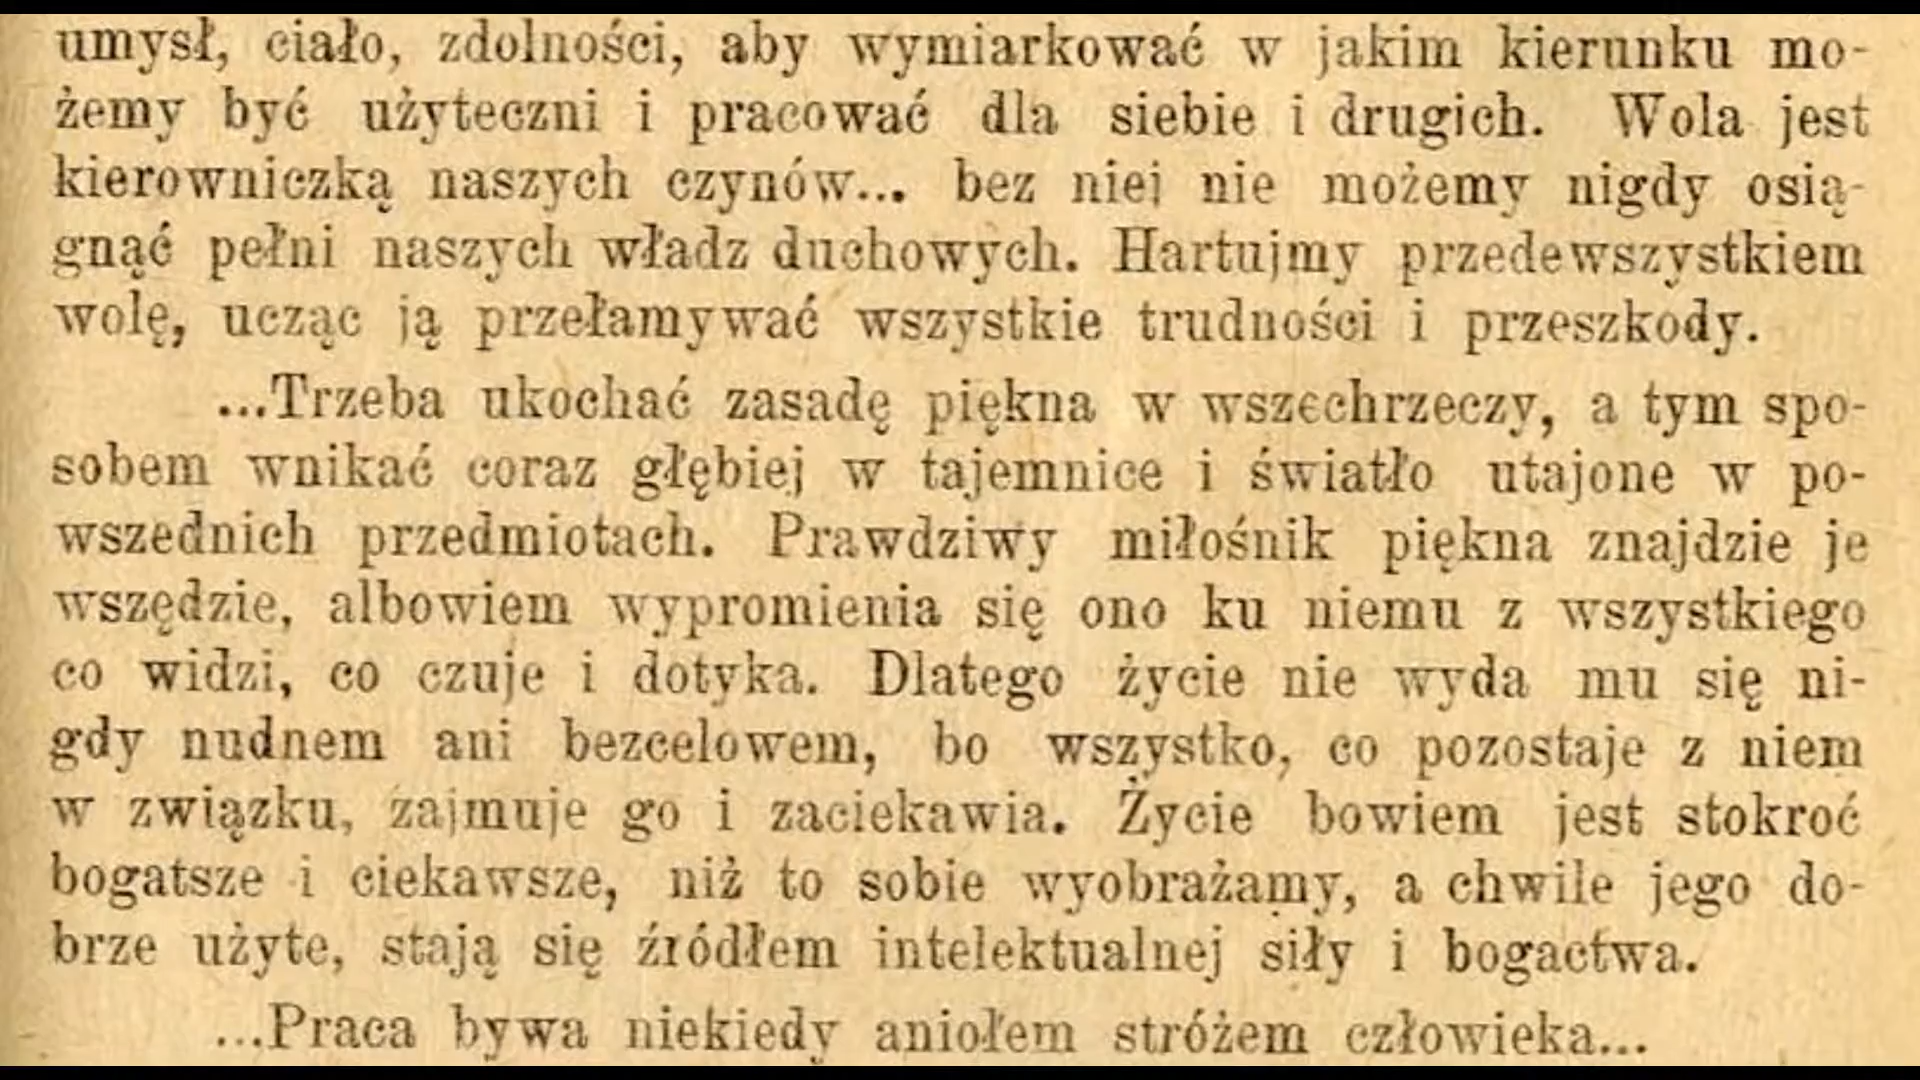 umysł, ciało, zdolności, aby wymiarkować w jakim kierunku mo-
żemy być użyteczni i pracować dla siebie i drugich. Wola jest
kierowniczką naszych czynów... bez niej nie możemy nigdy osią-
gnąć pełni naszych władz duchowych. Hartujmy przedewszystkiem
wolę, ucząc ją przełamywać wszystkie trudności i przeszkody.
...Trzeba ukochać zasadę piękna w wszechrzeczy, a tym spo-
sobem wnikać coraz głębiej w tajemnice i światło utajone w po-
wszednich przedmiotach. Prawdziwy miłośnik piękna znajdzie je
wszędzie, albowiem wypromienia się ono ku niemu z wszystkiego
co widzi, co czuje i dotyka. Dlatego życie nie wyda mu się ni-
gdy nudnem ani bezcelowem, bo wszystko, co pozostaje z niem
w związku, zajmuje go i zaciekawia. Życie bowiem jest stokroć
bogatsze i ciekawsze, niż to sobie wyobrażamy, a chwile jego do-
brze użyte, stają się źródłem intelektualnej siły i bogactwa.
...Praca bywa niekiedy aniołem stróżem człowieka...